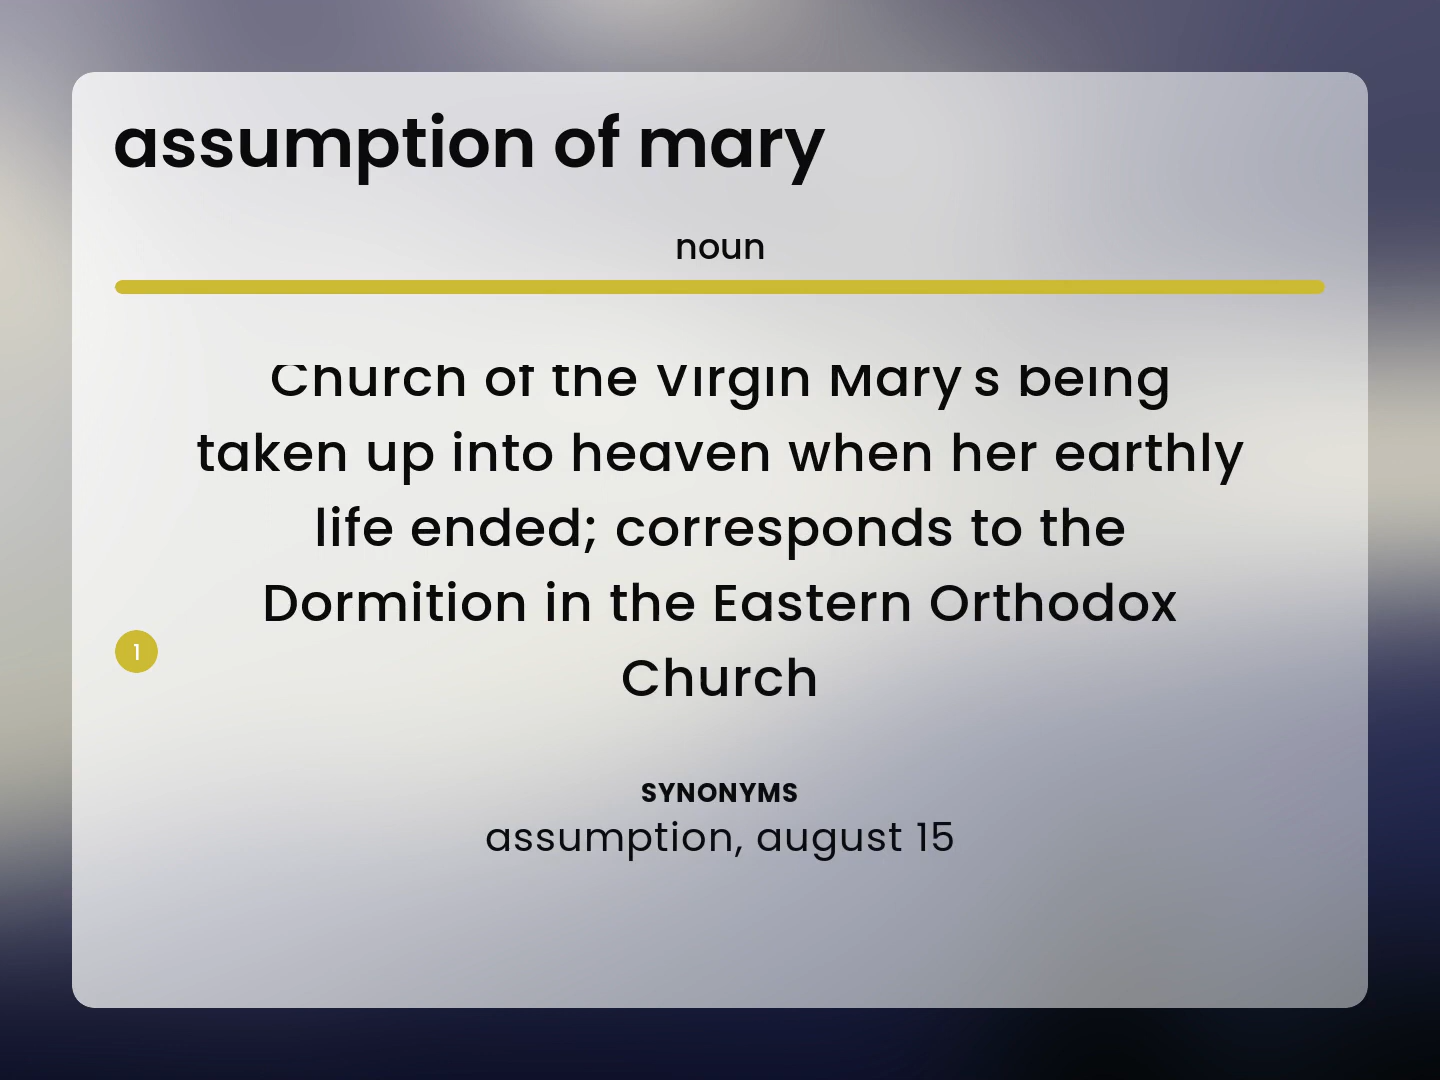 assumption of mary
noun
Church of the Virgin Mary's being
taken up into heaven when her earthly
life ended; corresponds to the
Dormition in the Eastern Orthodox
Church
1
SYNONYMS
assumption, august 15